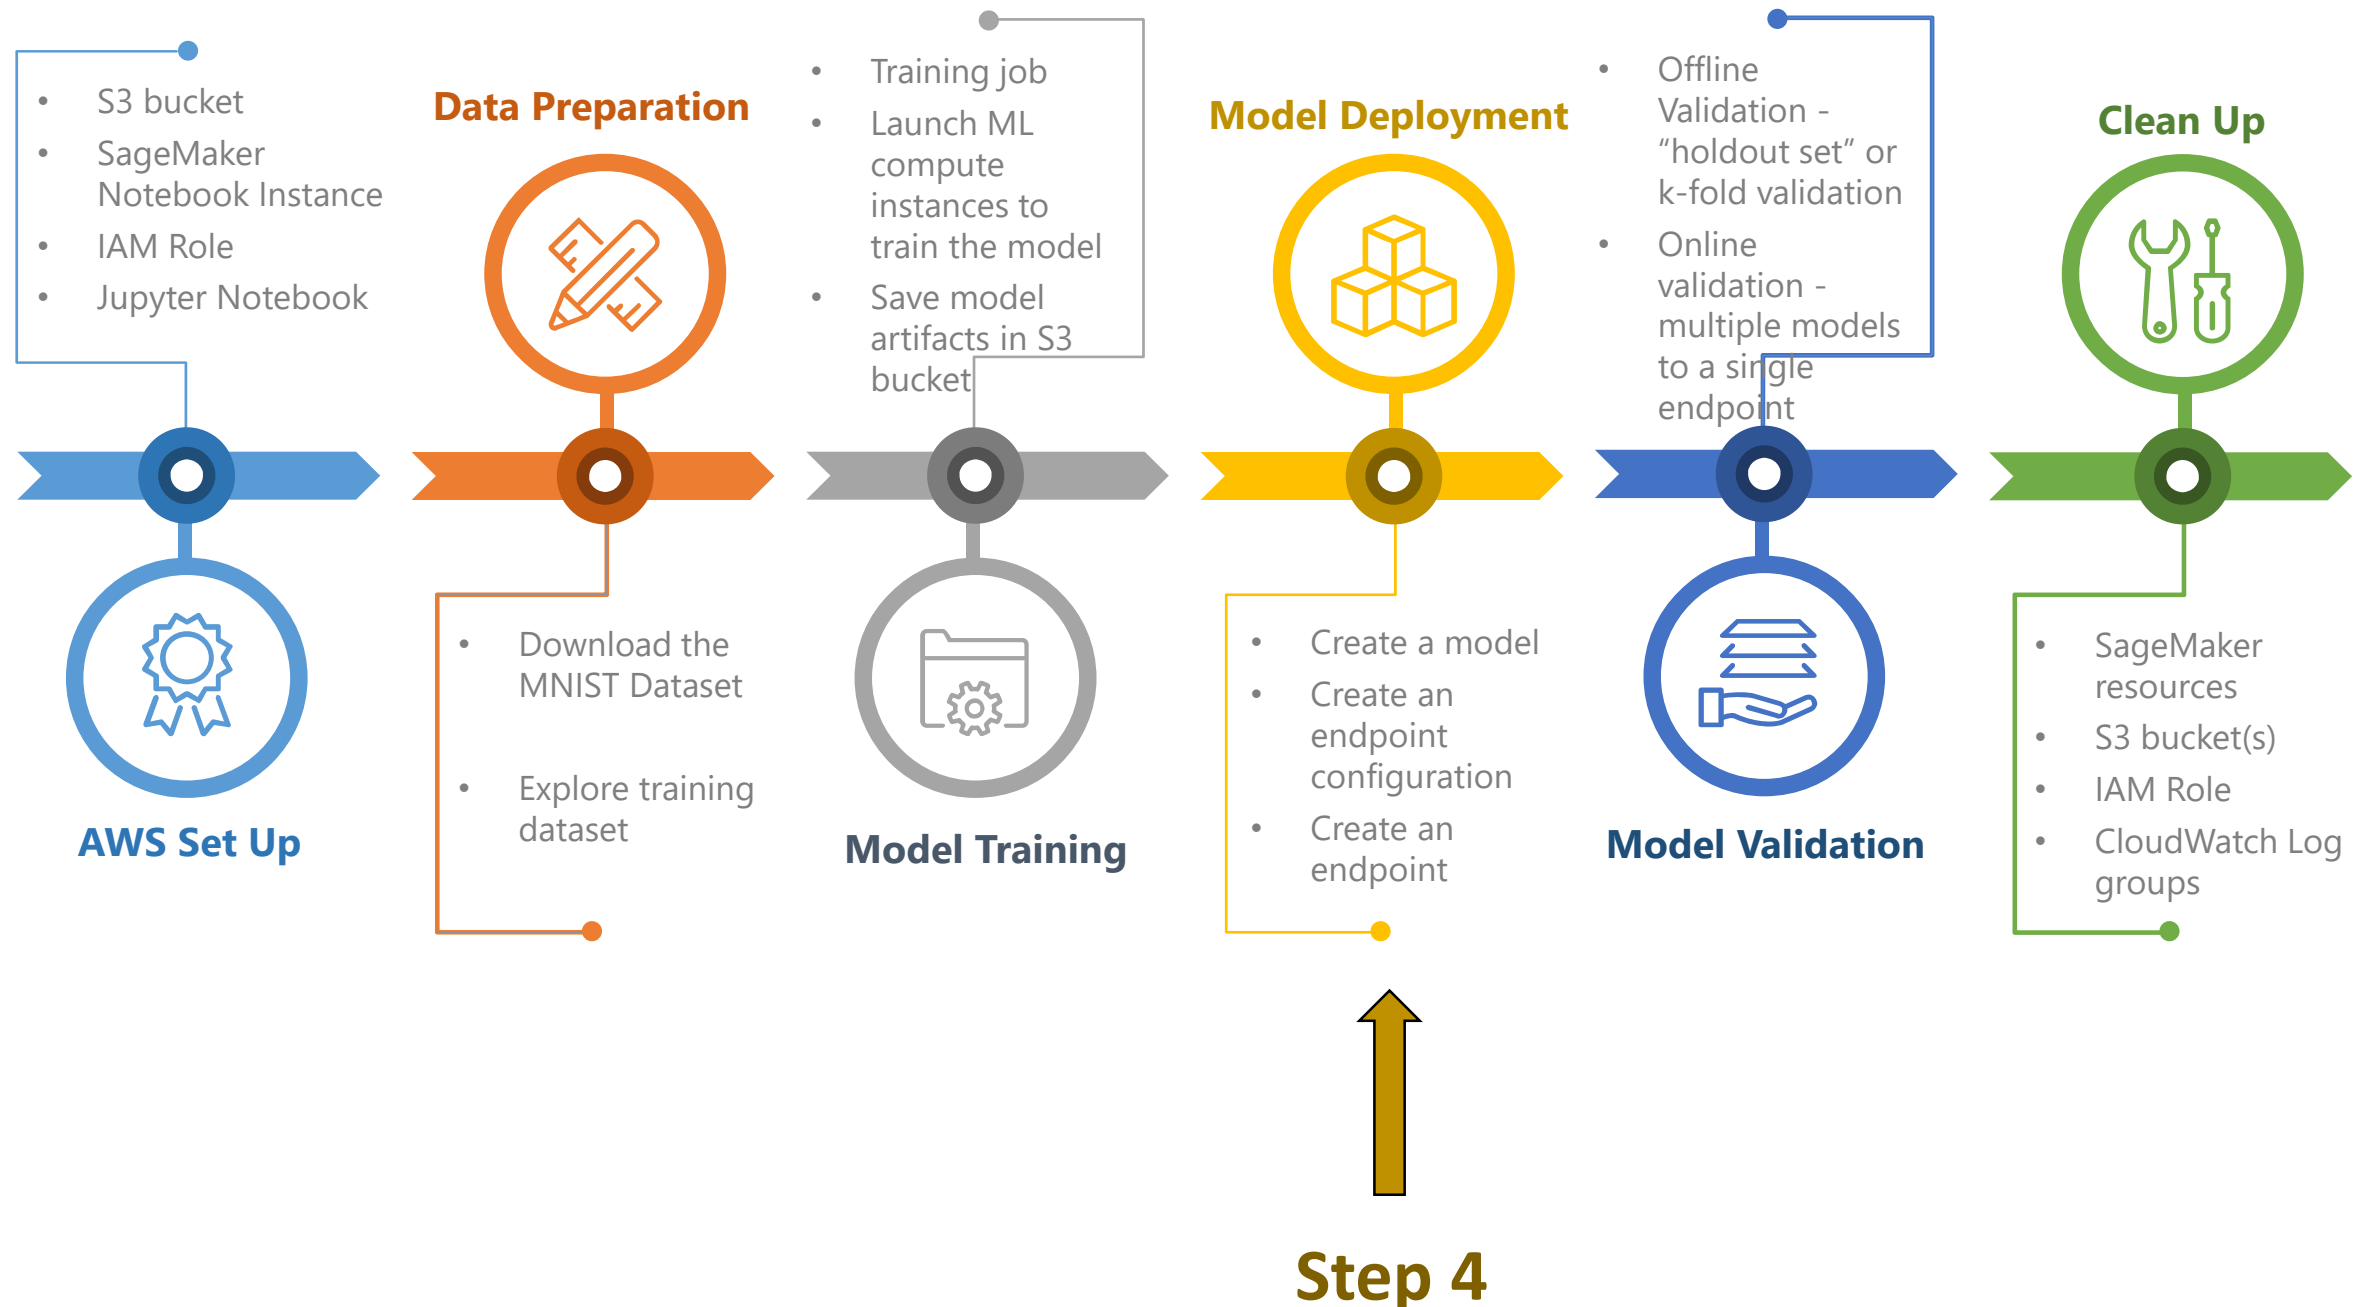 • S3 bucket
• SageMaker
Notebook Instance
• IAM Role
• Jupyter Notebook
AWS Set Up
Data Preparation
• Download the
MNIST Dataset
• Explore training
dataset
• Training job
• Launch ML
compute
instances to
train the model
• Save model
artifacts in S3
bucket
Model Training
Model Deployment
• Create a model
• Create an
endpoint
configuration
• Create an
endpoint
• Offline
Validation -
“holdout set” or
k-fold validation
• Online
validation -
multiple models
to a single
endpoint
Model Validation
Clean Up
• SageMaker
resources
• S3 bucket(s)
• IAM Role
• CloudWatch Log
groups
Step 4